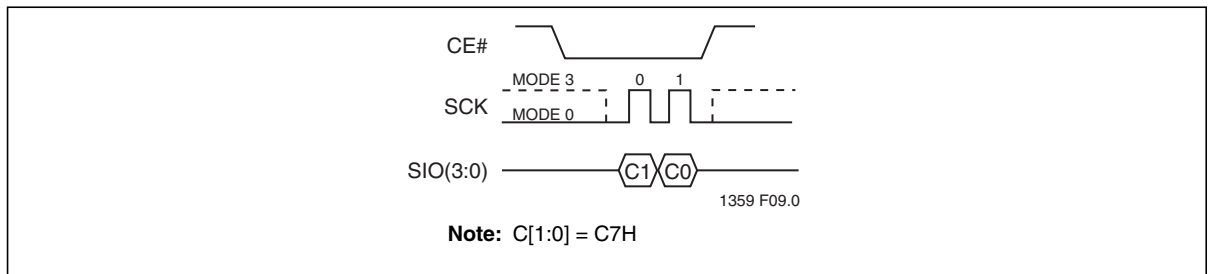 CE#
MODE 3 0 1
SCK
MODE 0
SIO(3:0) C1 C0
1359 F09.0
Note: C[1:0] = C7H